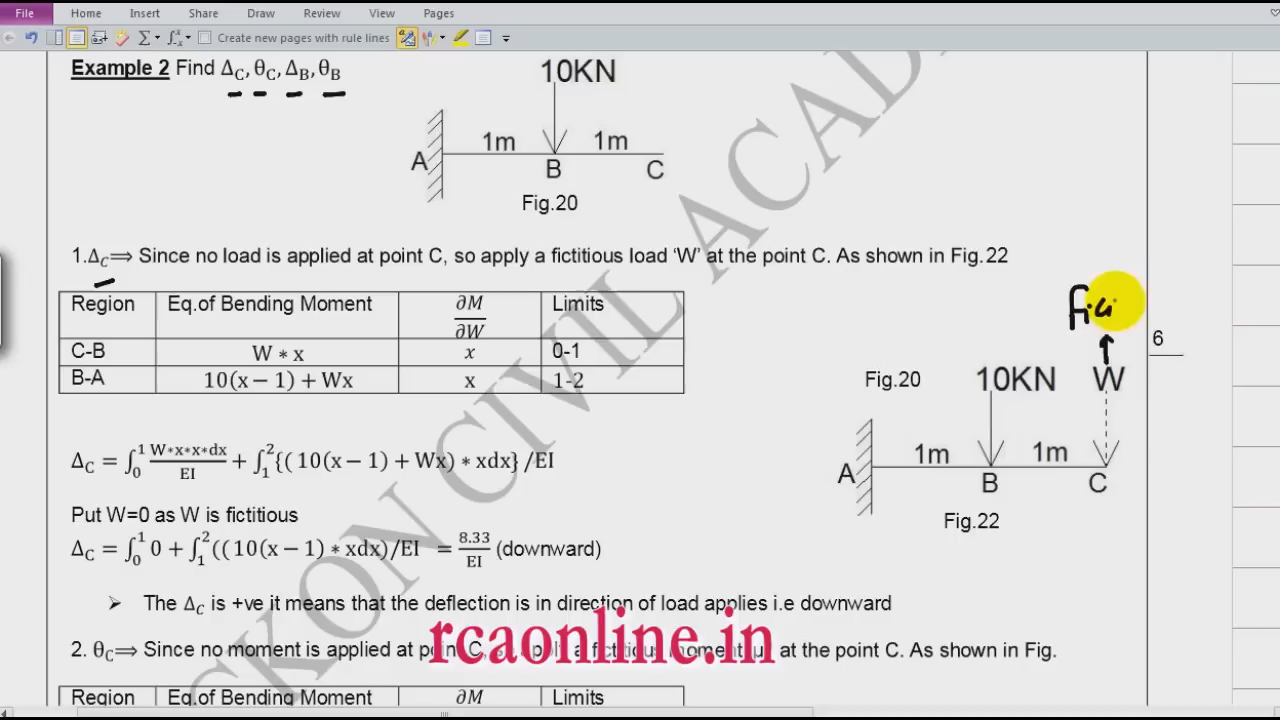 File Home Insert Share Draw Review View Pages
Create new pages with rule lines
Example 2 Find Δ_C, θ_C, Δ_B, θ_B
10KN
1m 1m
A B C
Fig.20
1.Δ_C⟹ Since no load is applied at point C, so apply a fictitious load ‘W’ at the point C. As shown in Fig.22
Region Eq.of Bending Moment ∂M/∂W Limits
C-B W ∗ x x 0-1
B-A 10(x − 1) + Wx x 1-2
Fig.20 10KN W
1m 1m
A B C
Fig.22
6
Δ_C = ∫_0^1 W∗x∗x∗dx/EI + ∫_1^2{( 10(x − 1) + Wx) ∗ xdx}/EI
Put W=0 as W is fictitious
Δ_C = ∫_0^1 0 + ∫_1^2(( 10(x − 1) ∗ xdx)/EI = 8.33/EI (downward)
➢ The Δ_C is +ve it means that the deflection is in direction of load applies i.e downward
rcaonline.in
2. θ_C⟹ Since no moment is applied at point C, at the point C. As shown in Fig.
Region Eq.of Bending Moment ∂M Limits
CKON CIVIL ACAD